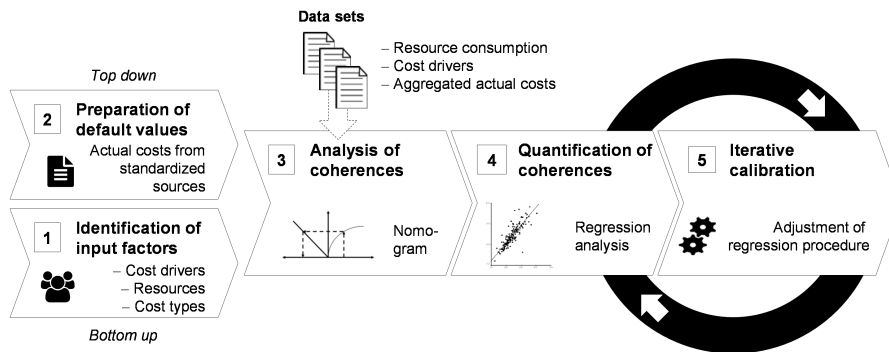 Data sets
– Resource consumption
– Cost drivers
– Aggregated actual costs
Top down
2
Preparation of
default values
Actual costs from
standardized
sources
1
Identification of
input factors
– Cost drivers
– Resources
– Cost types
Bottom up
3
Analysis of
coherences
Nomo-
gram
4
Quantification of
coherences
Regression
analysis
5
Iterative
calibration
Adjustment of
regression procedure